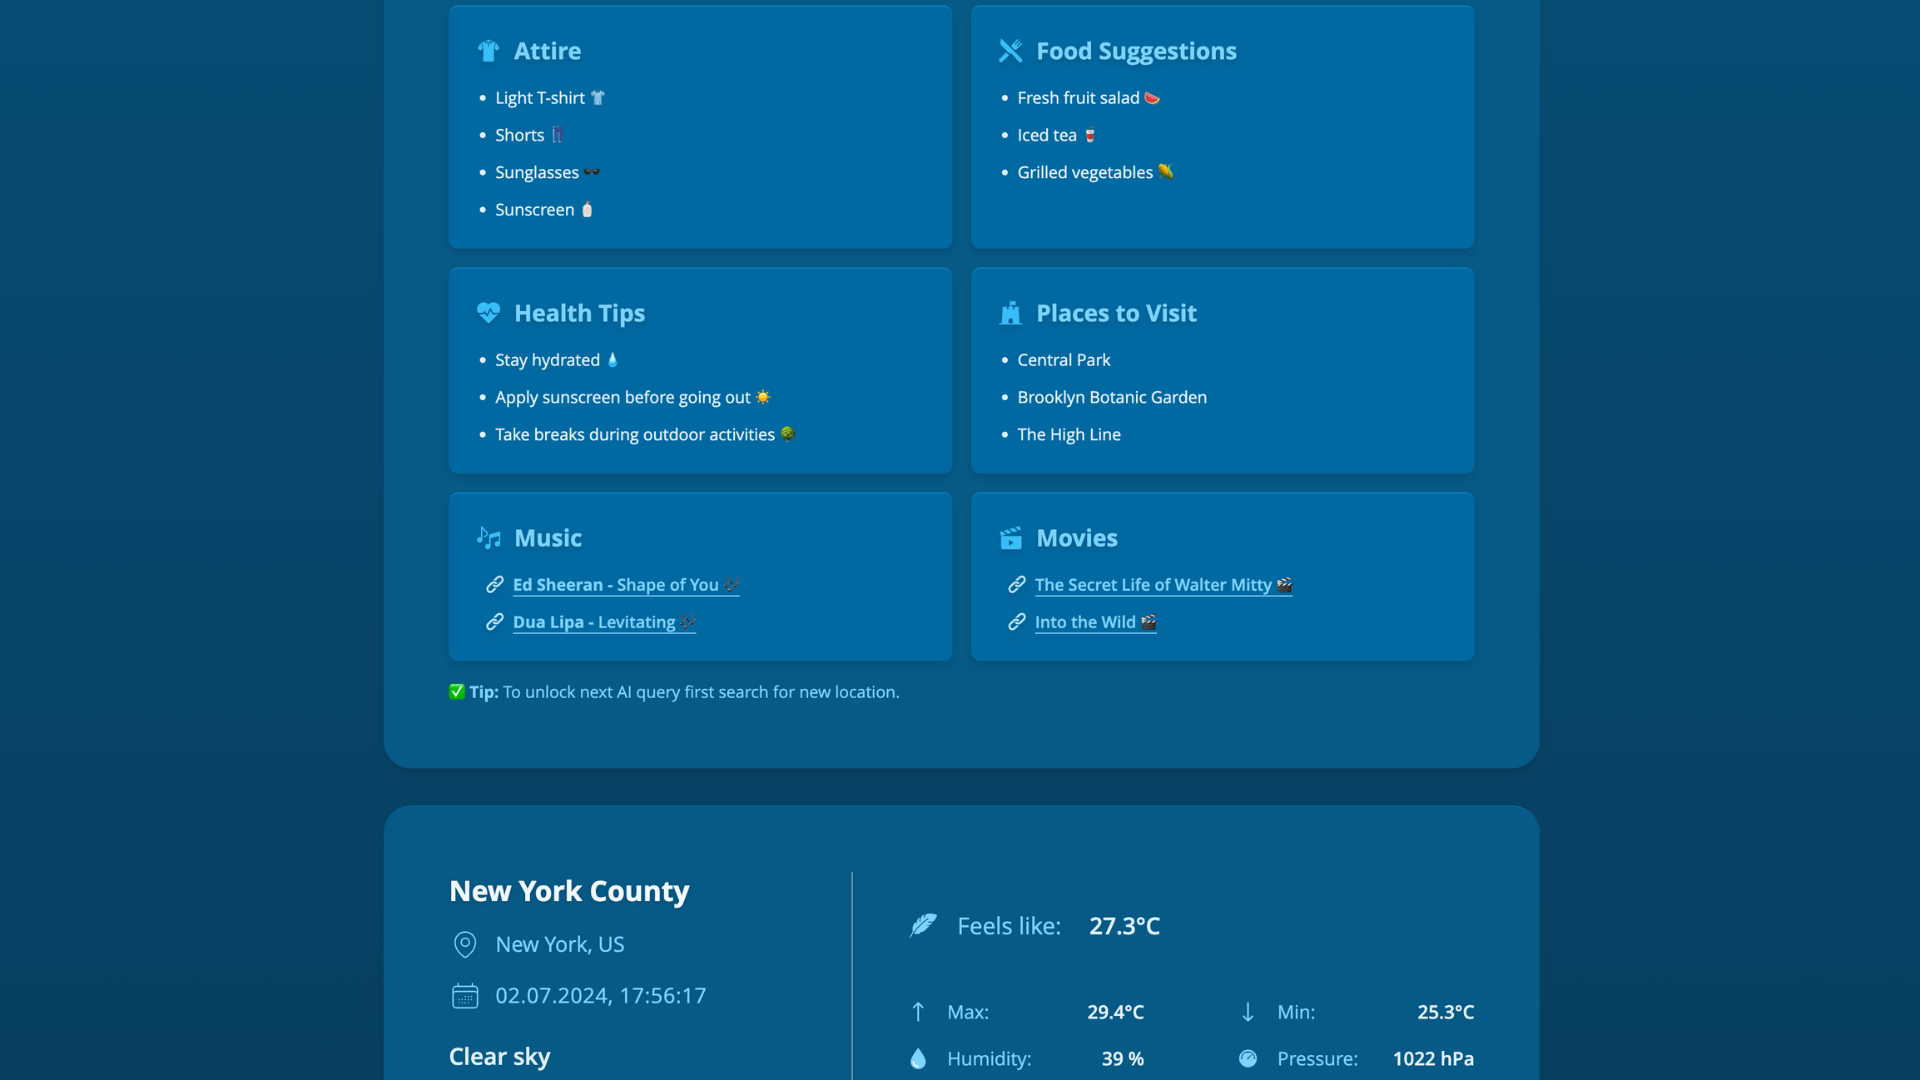 Attire
Light T-shirt 👕
Shorts 👖
Sunglasses 🕶️
Sunscreen 🧴
Food Suggestions
Fresh fruit salad 🍉
Iced tea 🥤
Grilled vegetables 🌽
Health Tips
Stay hydrated 💧
Apply sunscreen before going out ☀️
Take breaks during outdoor activities 🌳
Places to Visit
Central Park
Brooklyn Botanic Garden
The High Line
Music
Ed Sheeran - Shape of You 🎶
Dua Lipa - Levitating 🎶
Movies
The Secret Life of Walter Mitty 🎬
Into the Wild 🎬
✅ Tip: To unlock next AI query first search for new location.
New York County
New York, US
02.07.2024, 17:56:17
Clear sky
Feels like: 27.3°C
Max: 29.4°C
Min: 25.3°C
Humidity: 39 %
Pressure: 1022 hPa